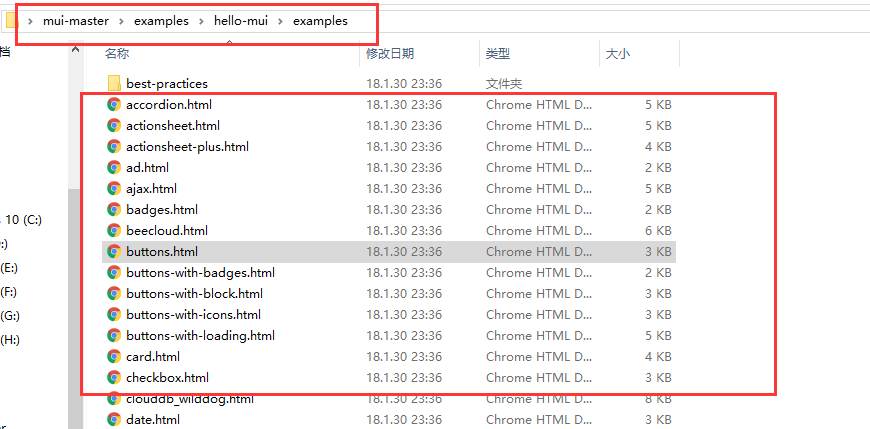 mui-master > examples > hello-mui > examples
档
名称 修改日期 类型 大小
best-practices 18.1.30 23:36 文件夹
accordion.html 18.1.30 23:36 Chrome HTML D... 5 KB
actionsheet.html 18.1.30 23:36 Chrome HTML D... 5 KB
actionsheet-plus.html 18.1.30 23:36 Chrome HTML D... 4 KB
ad.html 18.1.30 23:36 Chrome HTML D... 2 KB
ajax.html 18.1.30 23:36 Chrome HTML D... 5 KB
badges.html 18.1.30 23:36 Chrome HTML D... 2 KB
s 10 (C:)
beecloud.html 18.1.30 23:36 Chrome HTML D... 6 KB
:)
buttons.html 18.1.30 23:36 Chrome HTML D... 3 KB
(E:)
buttons-with-badges.html 18.1.30 23:36 Chrome HTML D... 2 KB
(F:)
buttons-with-block.html 18.1.30 23:36 Chrome HTML D... 3 KB
(G:)
buttons-with-icons.html 18.1.30 23:36 Chrome HTML D... 3 KB
(H:)
buttons-with-loading.html 18.1.30 23:36 Chrome HTML D... 5 KB
card.html 18.1.30 23:36 Chrome HTML D... 4 KB
checkbox.html 18.1.30 23:36 Chrome HTML D... 3 KB
clouddb_wilddog.html 18.1.30 23:36 Chrome HTML D... 8 KB
date.html 18.1.30 23:36 Chrome HTML D... 3 KB